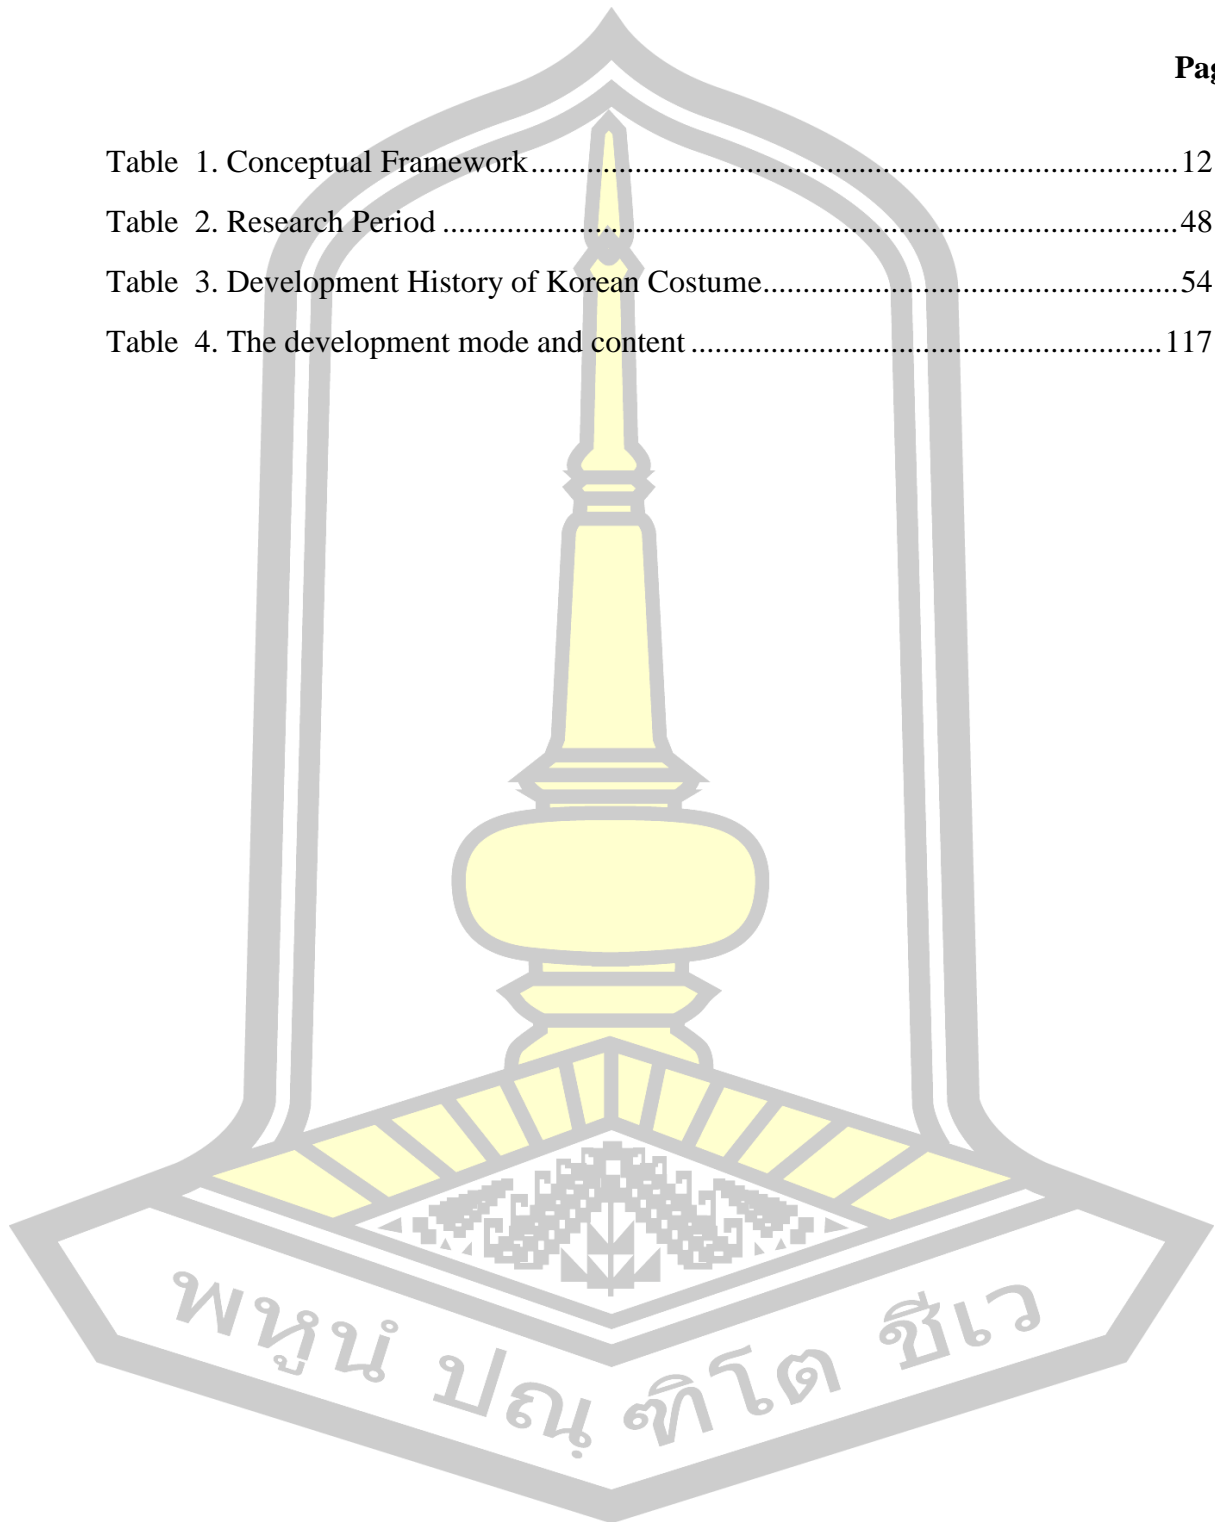 Pag
Table 1. Conceptual Framework........................................................................12
Table 2. Research Period ..................................................................................48
Table 3. Development History of Korean Costume..............................................54
Table 4. The development mode and content ....................................................117
พหูนํ ปณฺ ฑิโต ชีเว